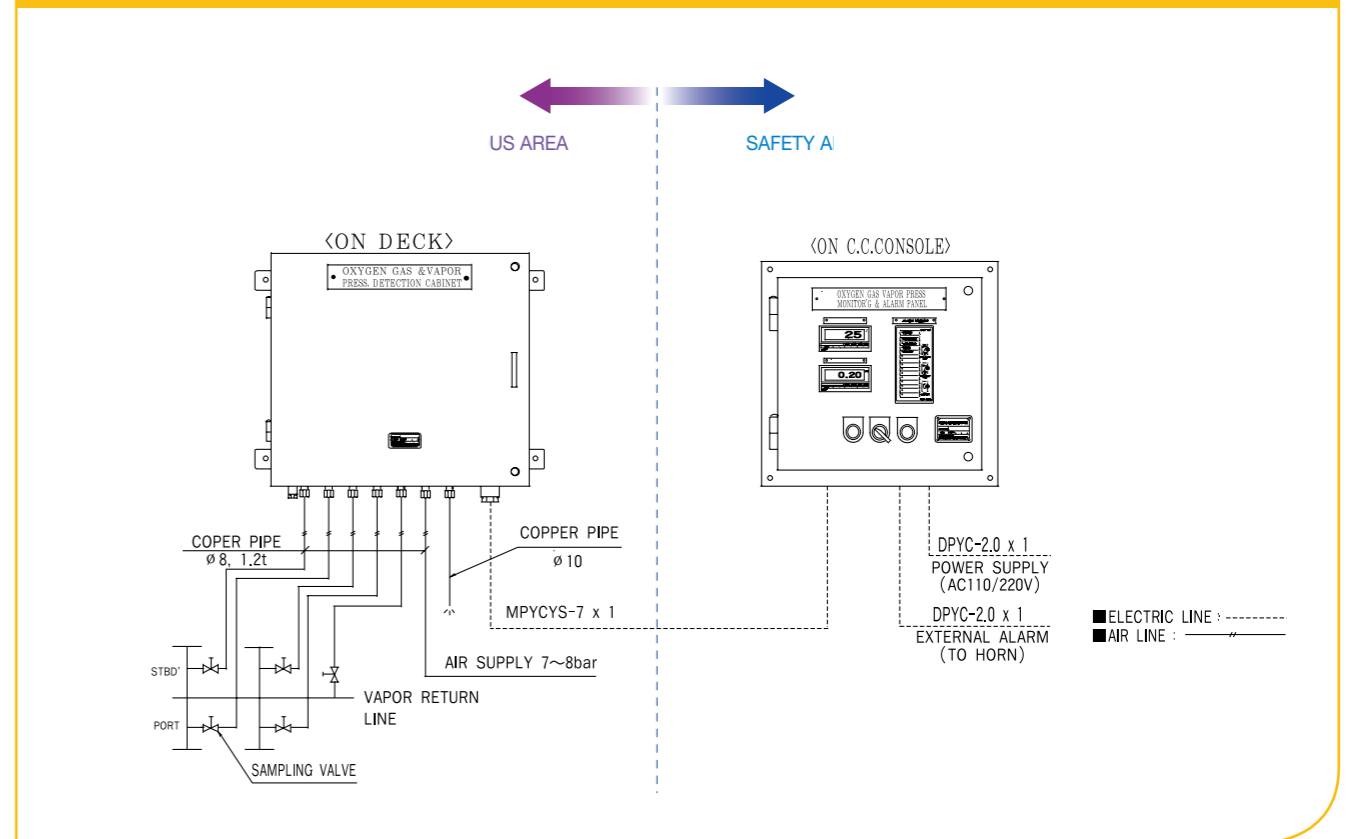 US AREA
SAFETY A
<ON DECK>
OXYGEN GAS & VAPOR
PRESS. DETECTION CABINET
<ON C.C.CONSOLE>
OXYGEN GAS VAPOR PRESS
MONITOR'G & ALARM PANEL
25
0.20
COPER PIPE
ø8, 1.2t
COPPER PIPE
ø10
MPYCYS-7 x 1
AIR SUPPLY 7~8bar
STBD'
PORT
VAPOR RETURN
LINE
SAMPLING VALVE
DPYC-2.0 x 1
POWER SUPPLY
(AC110/220V)
DPYC-2.0 x 1
EXTERNAL ALARM
(TO HORN)
■ELECTRIC LINE :
■AIR LINE :